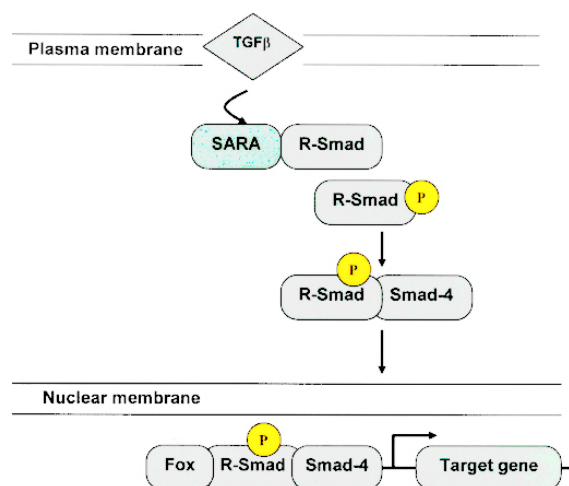 TGFβ
Plasma membrane
SARA R-Smad
R-Smad P
P
R-Smad Smad-4
Nuclear membrane
P
Fox R-Smad Smad-4 Target gene